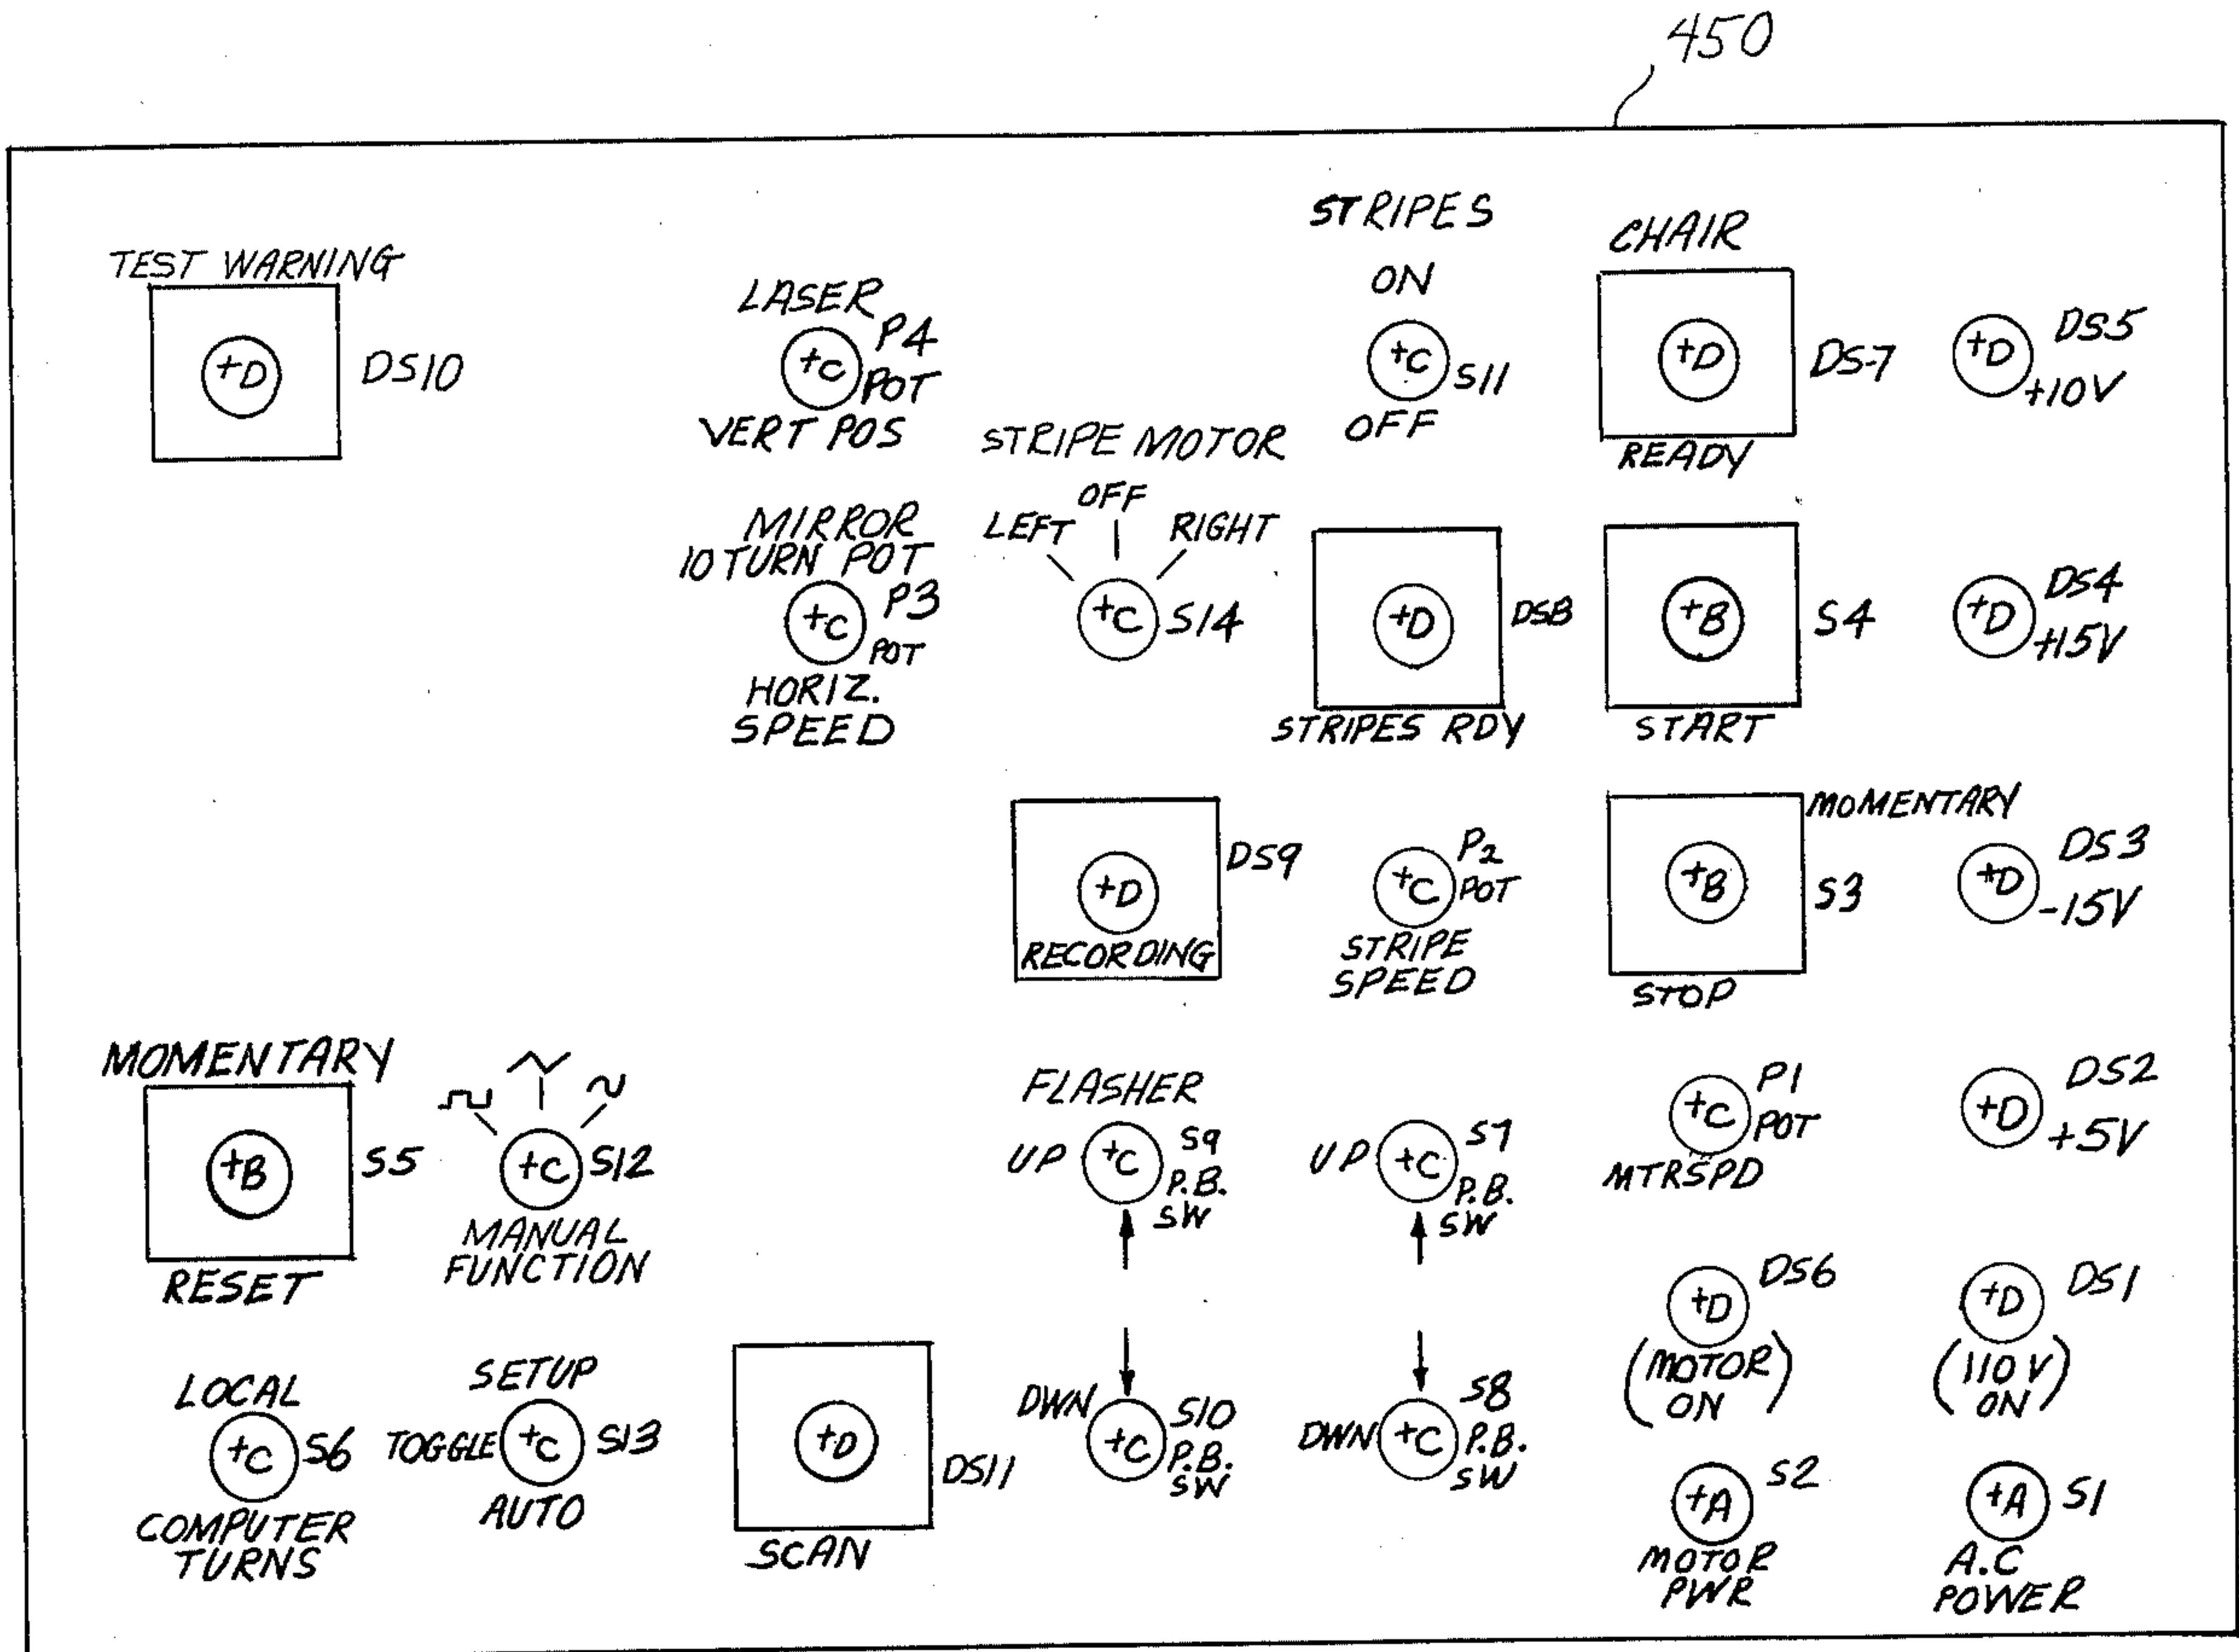 450
STRIPES
CHAIR
TEST WARNING
+D DS10
LASER
+C P4
POT
VERT POS
ON
+C S11
OFF
+D DS-7
READY
+D DS5
+10V
MIRROR
10 TURN POT
+C P3
POT
HORIZ.
SPEED
STRIPE MOTOR
OFF
LEFT RIGHT
+C S14
+D DS8
STRIPES RDY
+B S4
START
+D DS4
+15V
+D DS9
RECORDING
+C P2
POT
STRIPE
SPEED
MOMENTARY
+B S3
STOP
+D DS3
-15V
MOMENTARY
+B S5
RESET
+C S12
MANUAL
FUNCTION
FLASHER
UP +C S9
P.B.
SW
UP +C S7
P.B.
SW
+C P1
POT
MTRSPD
+D DS2
+5V
+D DS6
(MOTOR
ON)
+D DS1
(110 V
ON)
LOCAL
+C S6
COMPUTER
TURNS
SETUP
TOGGLE +C S13
AUTO
+D DS11
SCAN
DWN +C S10
P.B.
SW
DWN +C S8
P.B.
SW
+A S2
MOTOR
PWR
+A S1
A.C
POWER